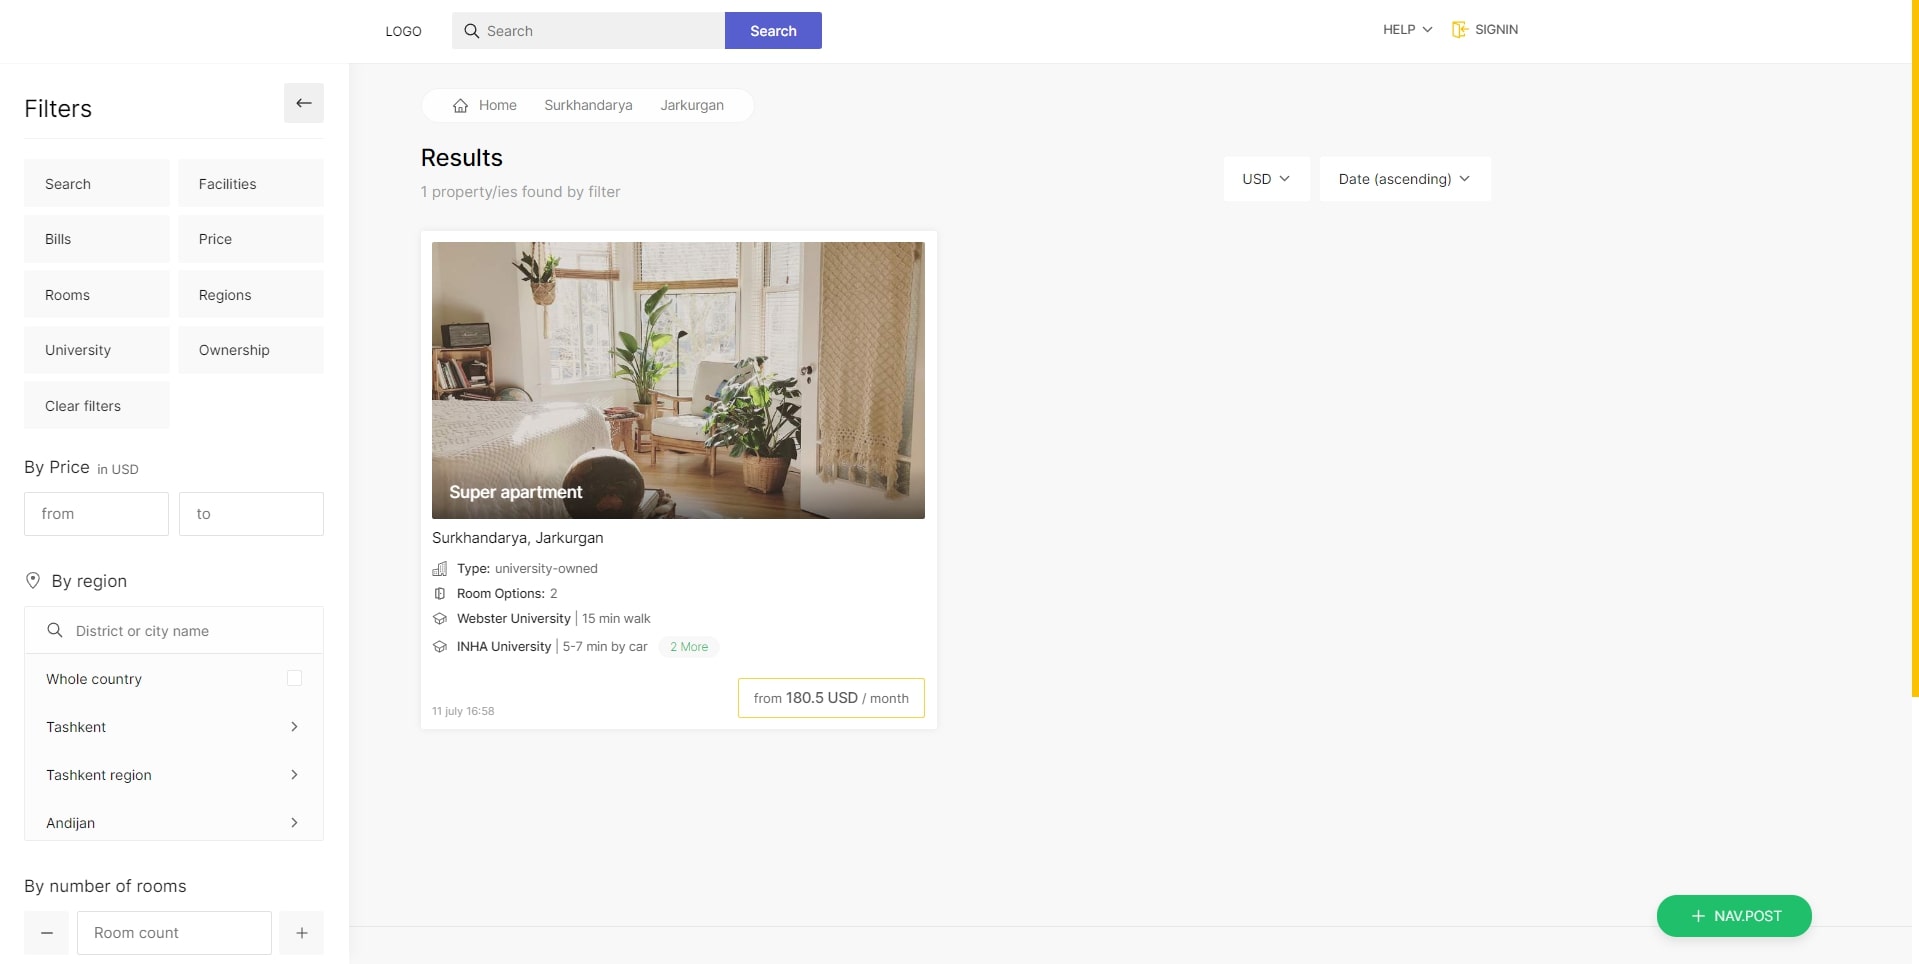 LOGO
Search
Search
HELP
SIGNIN
Filters
Search
Facilities
Bills
Price
Rooms
Regions
University
Ownership
Clear filters
By Price in USD
from
to
By region
District or city name
Whole country
Tashkent
Tashkent region
Andijan
By number of rooms
Room count
Home Surkhandarya Jarkurgan
Results
1 property/ies found by filter
USD
Date (ascending)
Super apartment
Surkhandarya, Jarkurgan
Type: university-owned
Room Options: 2
Webster University | 15 min walk
INHA University | 5-7 min by car 2 More
11 july 16:58
from 180.5 USD / month
NAV.POST